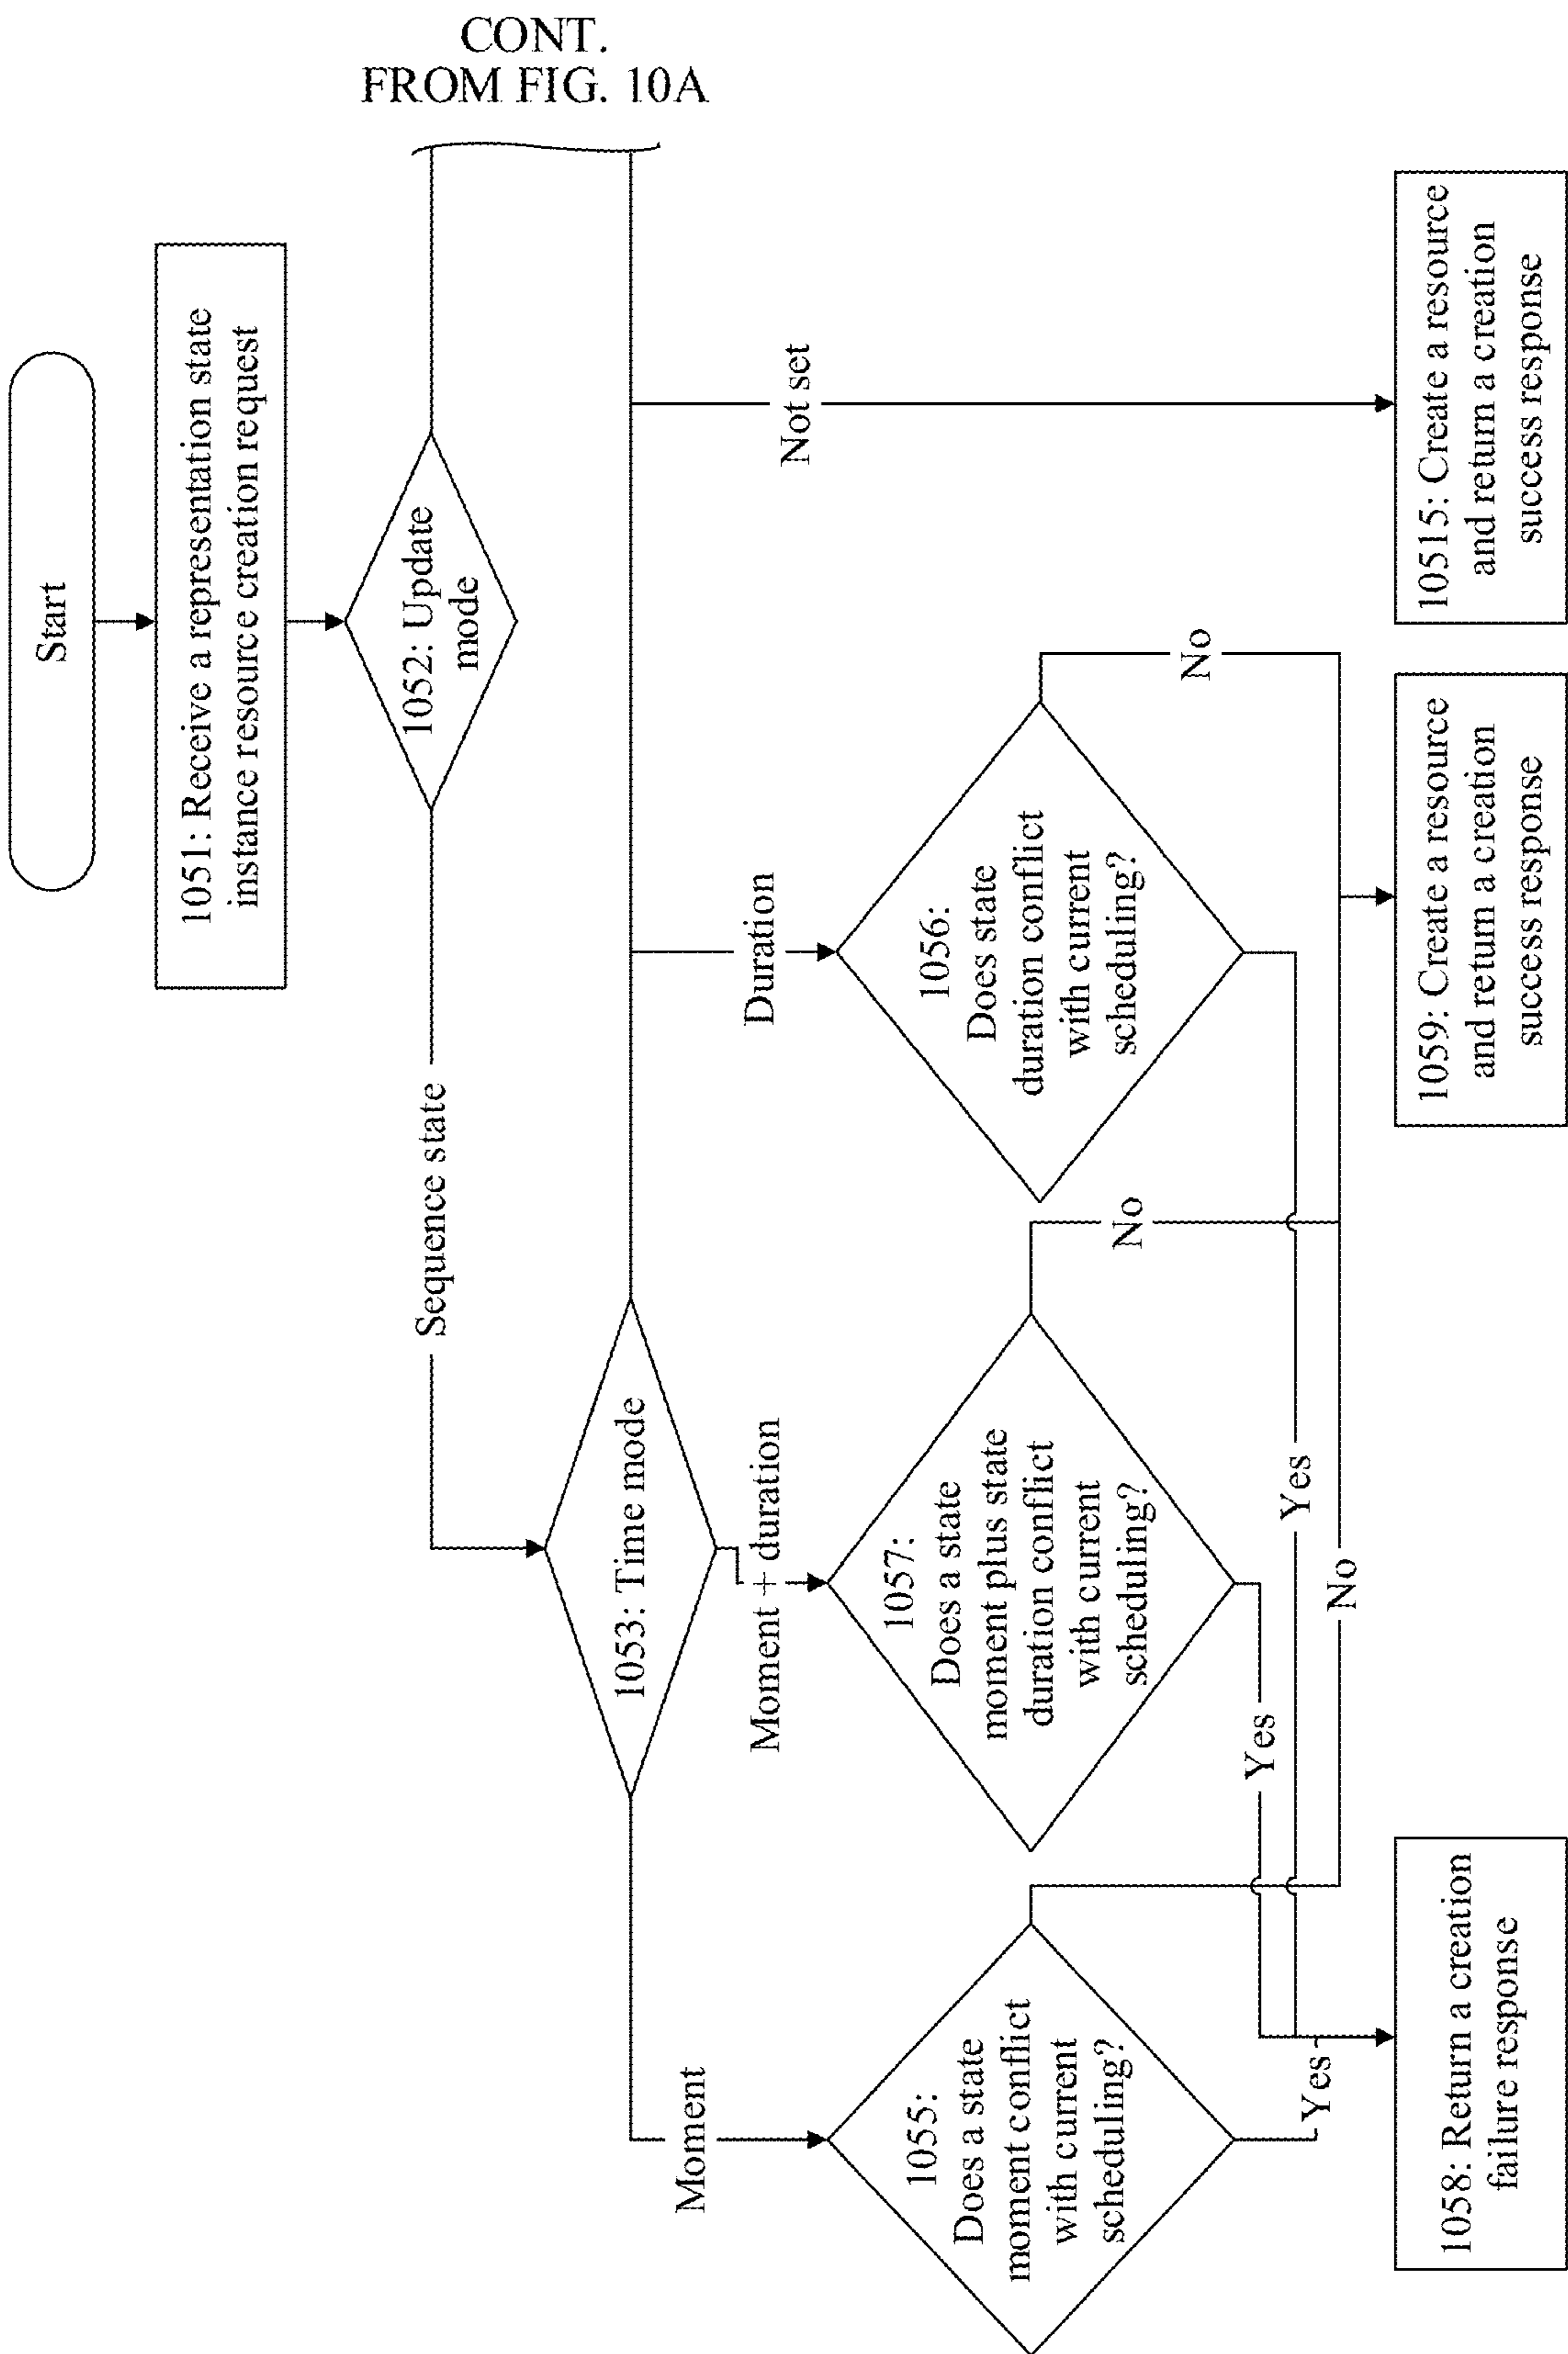 CONT.
FROM FIG. 10A
Start
1051: Receive a representation state
instance resource creation request
1052: Update
mode
Sequence state
1053: Time mode
Moment
Moment + duration
Duration
Not set
1055:
Does a state
moment conflict
with current
scheduling?
1057:
Does a state
moment plus state
duration conflict
with current
scheduling?
1056:
Does state
duration conflict
with current
scheduling?
Yes
Yes
Yes
No
No
No
1058: Return a creation
failure response
1059: Create a resource
and return a creation
success response
10515: Create a resource
and return a creation
success response